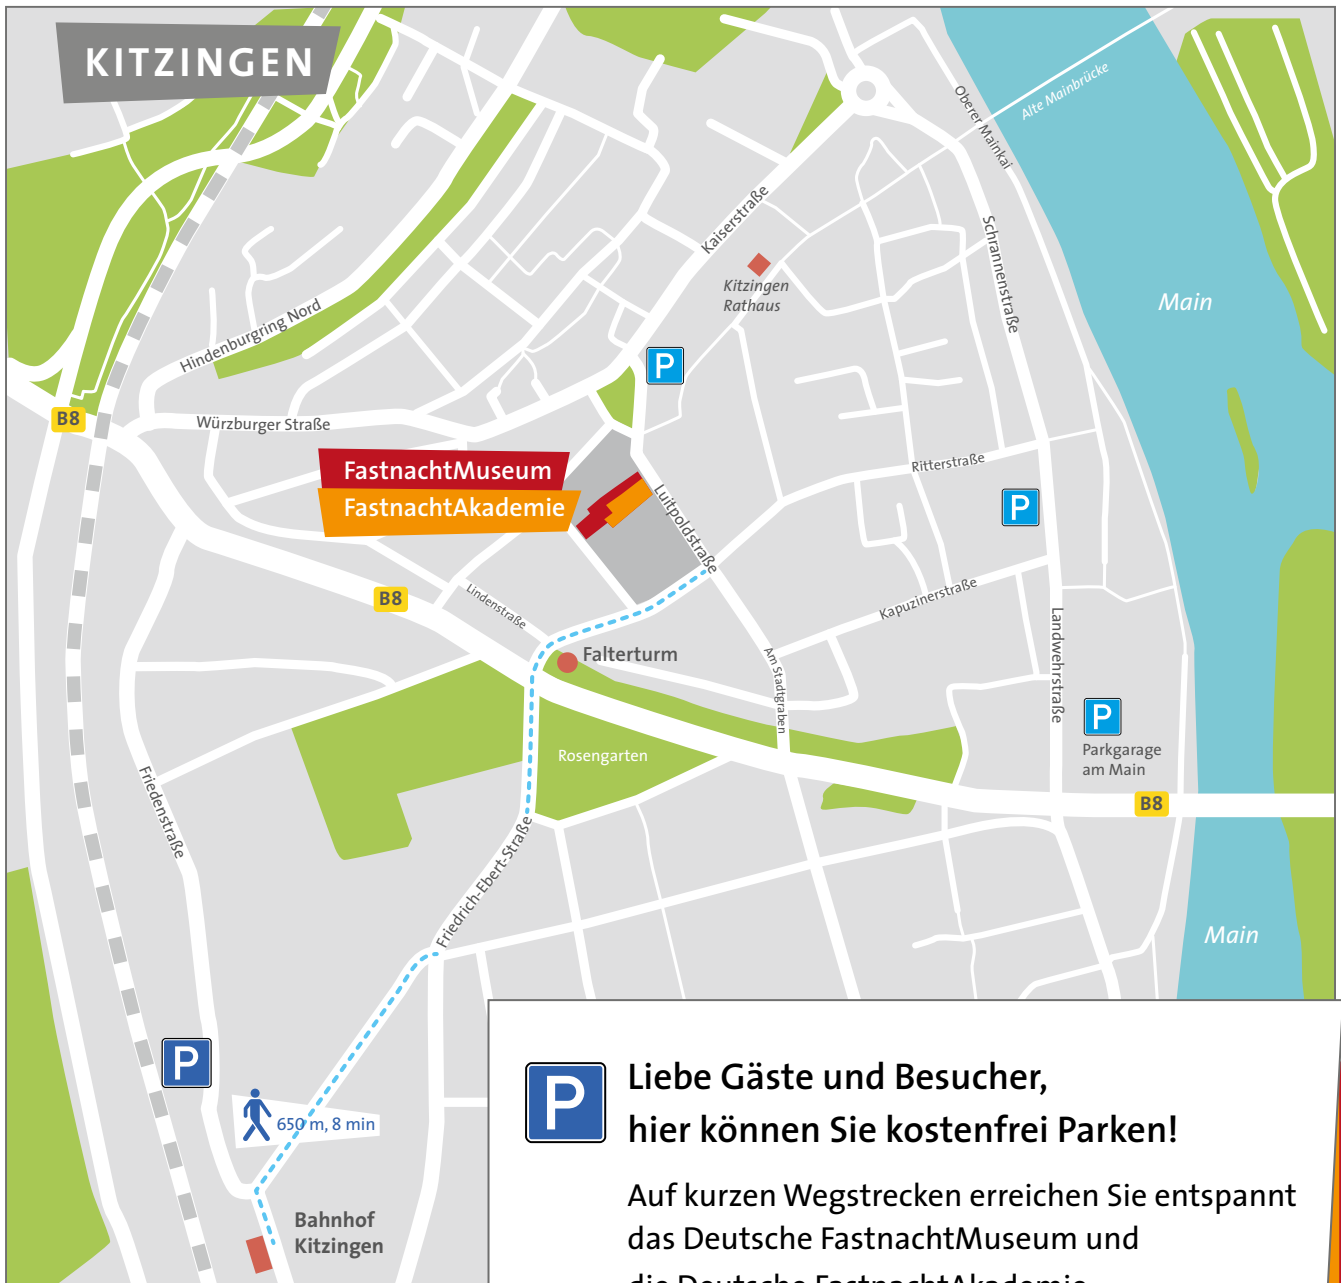 KITZINGEN
Alte Mainbrücke
Oberer Mainkai
Kaiserstraße
Schrannenstraße
Kitzingen
Rathaus
Main
Hindenburgring Nord
P
B8
Würzburger Straße
FastnachtMuseum
FastnachtAkademie
Luitpoldstraße
Ritterstraße
P
B8
Lindenstraße
Kapuzinerstraße
Landwehrstraße
Falterturm
Am Stadtgraben
P
Parkgarage
am Main
Rosengarten
B8
Friedenstraße
Friedrich-Ebert-Straße
Main
P
650 m, 8 min
Bahnhof
Kitzingen
P
Liebe Gäste und Besucher,
hier können Sie kostenfrei Parken!
Auf kurzen Wegstrecken erreichen Sie entspannt
das Deutsche FastnachtMuseum und
die Deutsche FastnachtAkademie